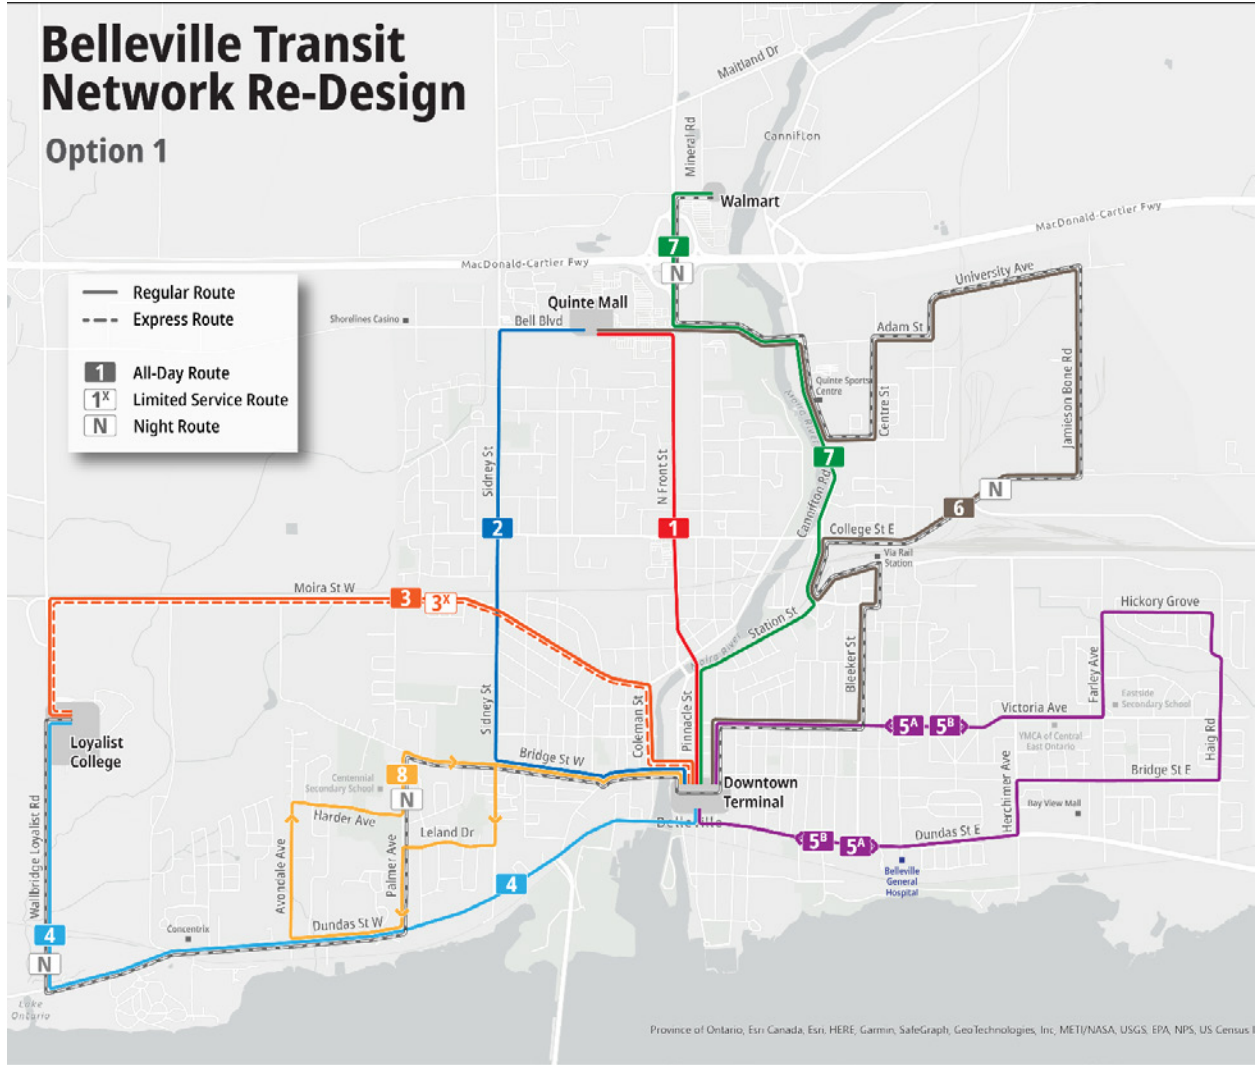 Belleville Transit
Network Re-Design
Option 1
Maitland Dr
Mineral Rd
Cannifton
Walmart
MacDonald-Cartier Fwy
7
N
MacDonald-Cartier Fwy
University Ave
Regular Route
Express Route
1 All-Day Route
1X Limited Service Route
N Night Route
Quinte Mall
Bell Blvd
Shorelines Casino
Adam St
Jamieson Bone Rd
Quinte Sports
Centre
Centre St
Moira River
Sidney St
N Front St
7
Cannifton Rd
N
6
2
1
College St E
Via Rail
Station
Moira St W
3
3X
Hickory Grove
Station St
Moira River
Bleeker St
Farley Ave
Eastside
Secondary School
Sidney St
Coleman St
Pinnacle St
5A 5B
Victoria Ave
YMCA of Central
East Ontario
Haig Rd
Loyalist
College
Bridge St W
8
N
Centennial
Secondary School
Downtown
Terminal
Bridge St E
Herchimer Ave
Bay View Mall
Harder Ave
Leland Dr
Belleville
5B 5A
Dundas St E
Wallbridge Loyalist Rd
Avondale Ave
Palmer Ave
4
Belleville
General
Hospital
Dundas St W
Concentrix
4
N
Lake
Ontario
Province of Ontario, Esri Canada, Esri, HERE, Garmin, SafeGraph, GeoTechnologies, Inc, METI/NASA, USGS, EPA, NPS, US Census